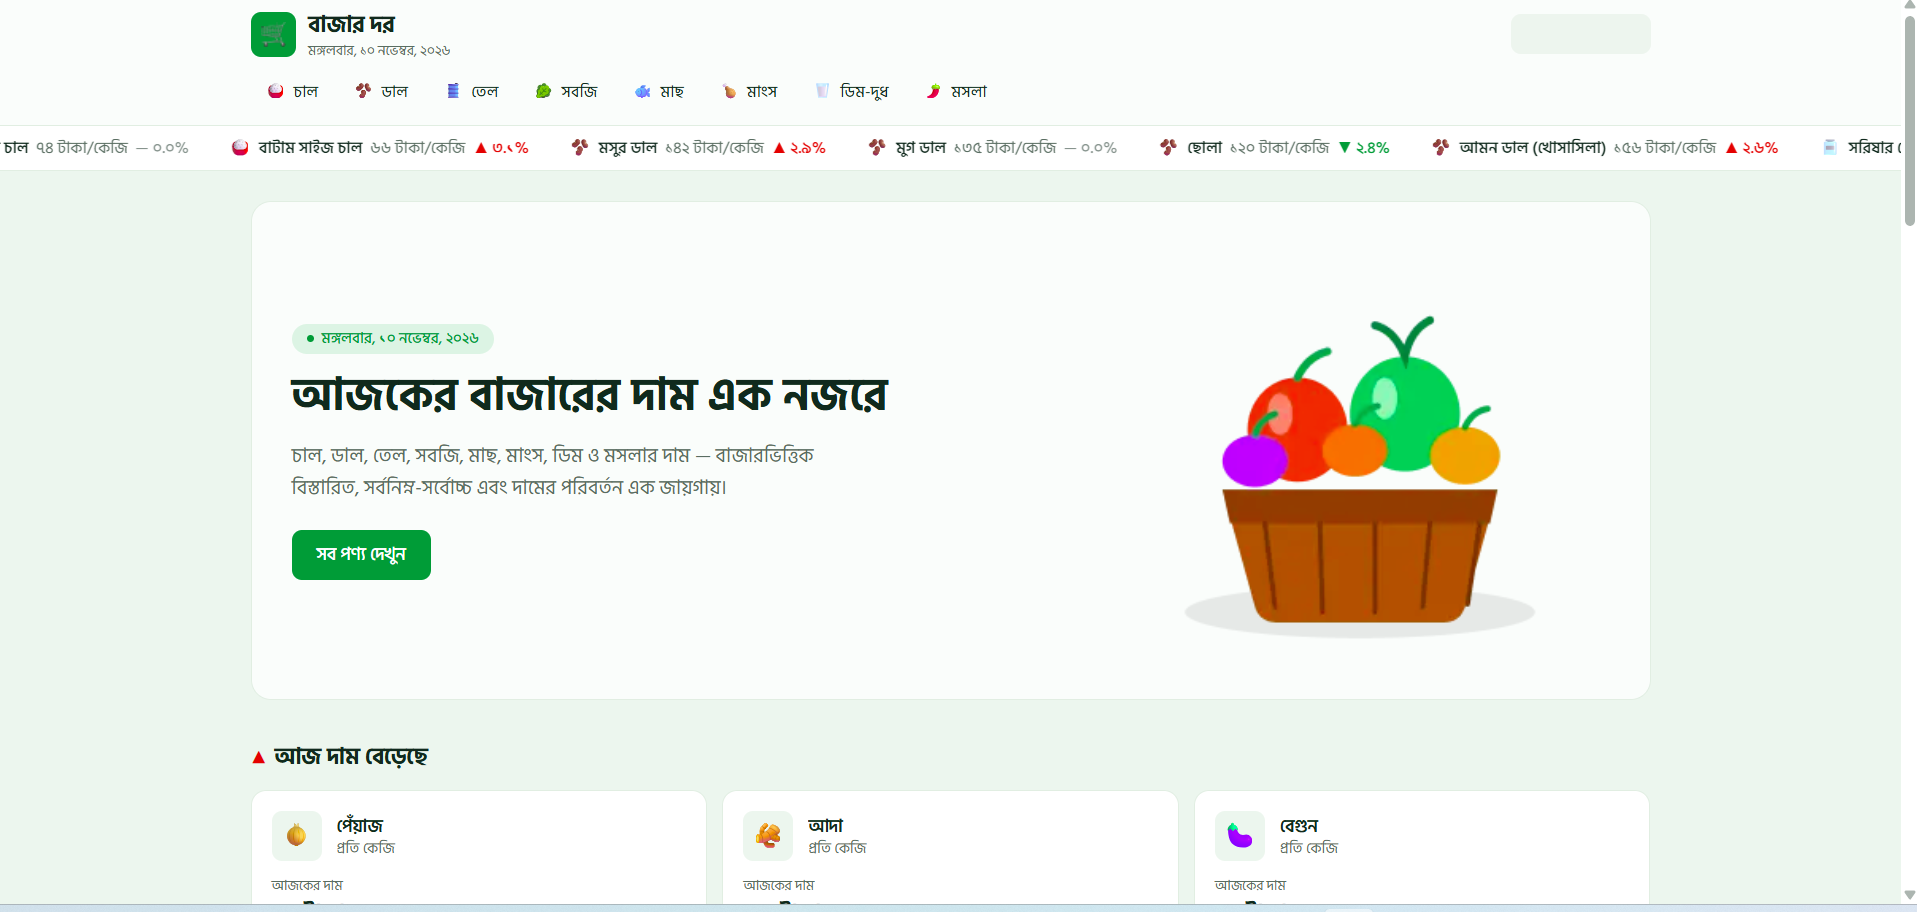 বাজার দর
মঙ্গলবার, ১০ নভেম্বর, ২০২৬
চাল ডাল তেল সবজি মাছ মাংস ডিম-দুধ মসলা
চাল ৭৪ টাকা/কেজি — ০.০% বাটাম সাইজ চাল ৬৬ টাকা/কেজি ▲ ৩.১% মসুর ডাল ১৪২ টাকা/কেজি ▲ ২.৯% মুগ ডাল ১৩৫ টাকা/কেজি — ০.০% ছোলা ১২০ টাকা/কেজি ▼ ২.৪% আমন ডাল (খোসাসিলা) ১৫৬ টাকা/কেজি ▲ ২.৬% সরিষার
মঙ্গলবার, ১০ নভেম্বর, ২০২৬
আজকের বাজারের দাম এক নজরে
চাল, ডাল, তেল, সবজি, মাছ, মাংস, ডিম ও মসলার দাম — বাজারভিত্তিক
বিস্তারিত, সর্বনিম্ন-সর্বোচ্চ এবং দামের পরিবর্তন এক জায়গায়।
সব পণ্য দেখুন
▲ আজ দাম বেড়েছে
পেঁয়াজ
প্রতি কেজি
আজকের দাম
আদা
প্রতি কেজি
আজকের দাম
বেগুন
প্রতি কেজি
আজকের দাম